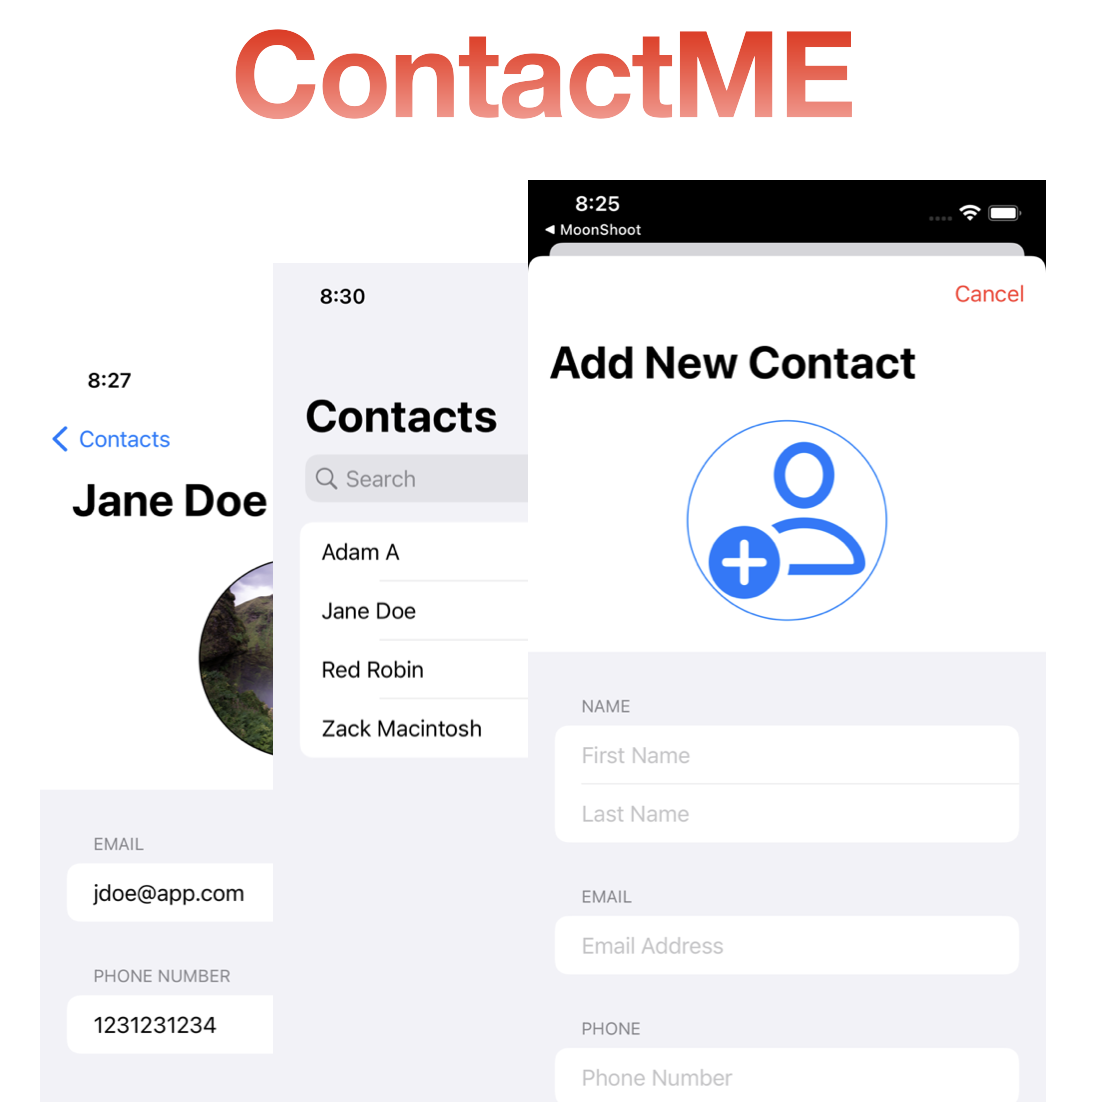 ContactME
8:27
Contacts
Jane Doe
EMAIL
jdoe@app.com
PHONE NUMBER
1231231234
8:30
Contacts
Search
Adam A
Jane Doe
Red Robin
Zack Macintosh
8:25
◀ MoonShoot
Cancel
Add New Contact
NAME
First Name
Last Name
EMAIL
Email Address
PHONE
Phone Number